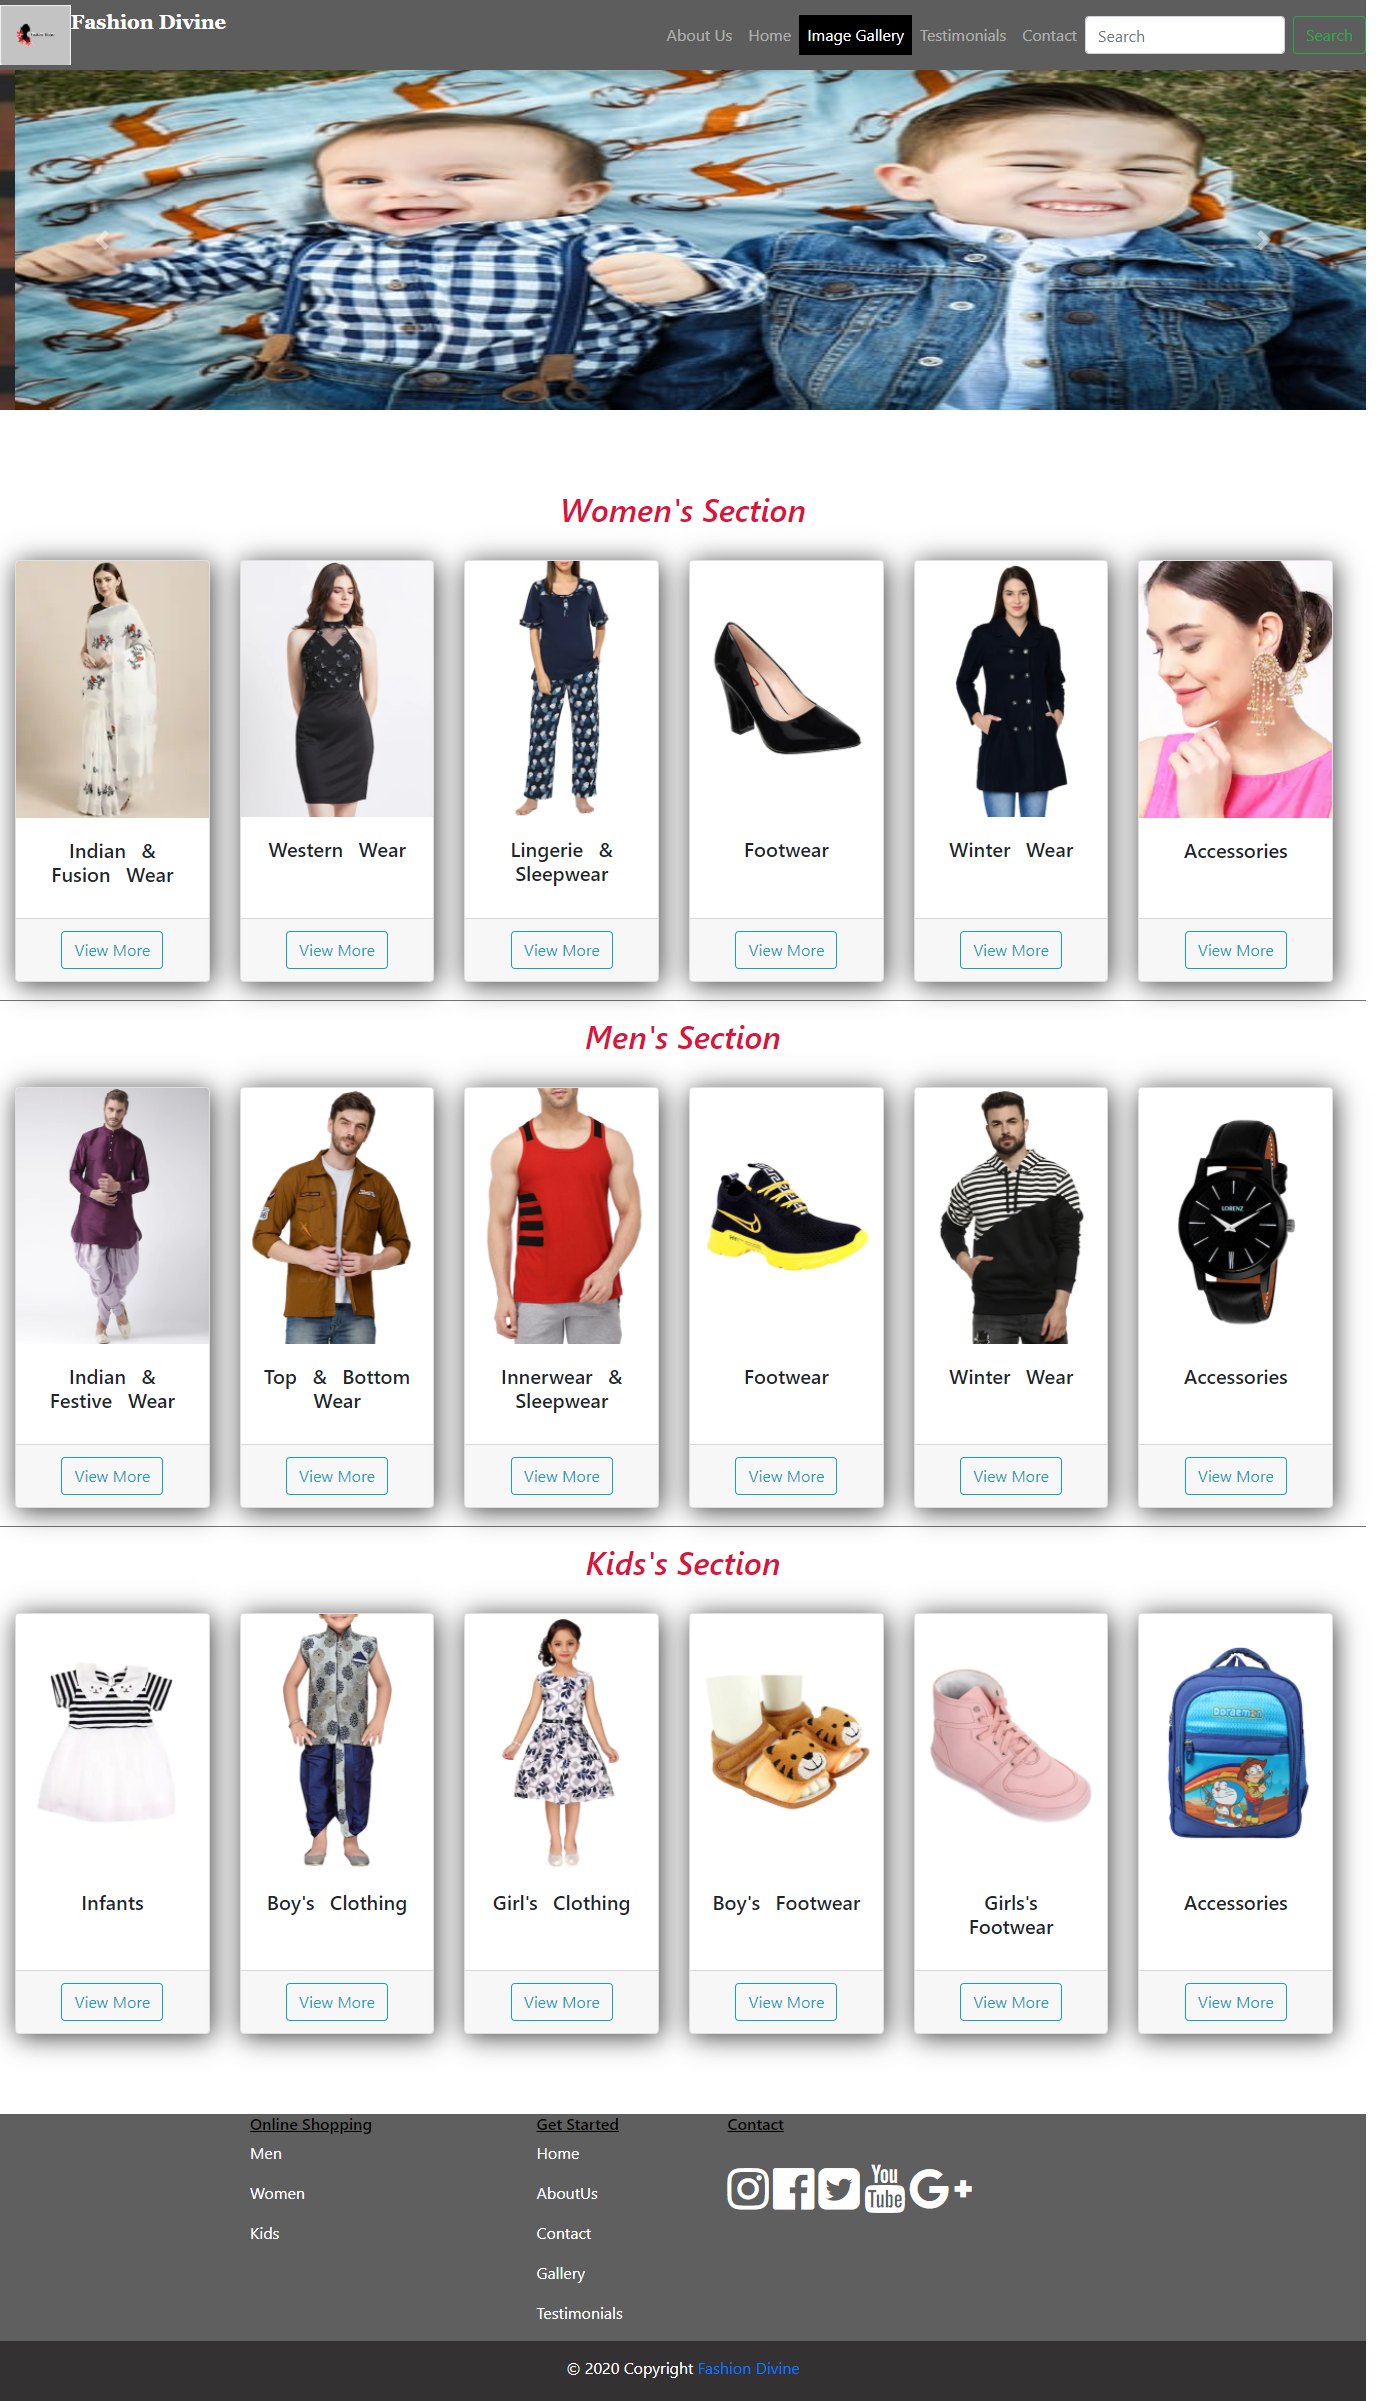 Fashion Divine
About Us Home Image Gallery Testimonials Contact Search Search
Women's Section
Indian & Fusion Wear
Western Wear
Lingerie & Sleepwear
Footwear
Winter Wear
Accessories
View More View More View More View More View More View More
Men's Section
LORENZ
Indian & Festive Wear
Top & Bottom Wear
Innerwear & Sleepwear
Footwear
Winter Wear
Accessories
View More View More View More View More View More View More
Kids's Section
Doraemon
Infants
Boy's Clothing
Girl's Clothing
Boy's Footwear
Girls's Footwear
Accessories
View More View More View More View More View More View More
Online Shopping
Men
Women
Kids
Get Started
Home
AboutUs
Contact
Gallery
Testimonials
Contact
You
Tube
G+
© 2020 Copyright Fashion Divine